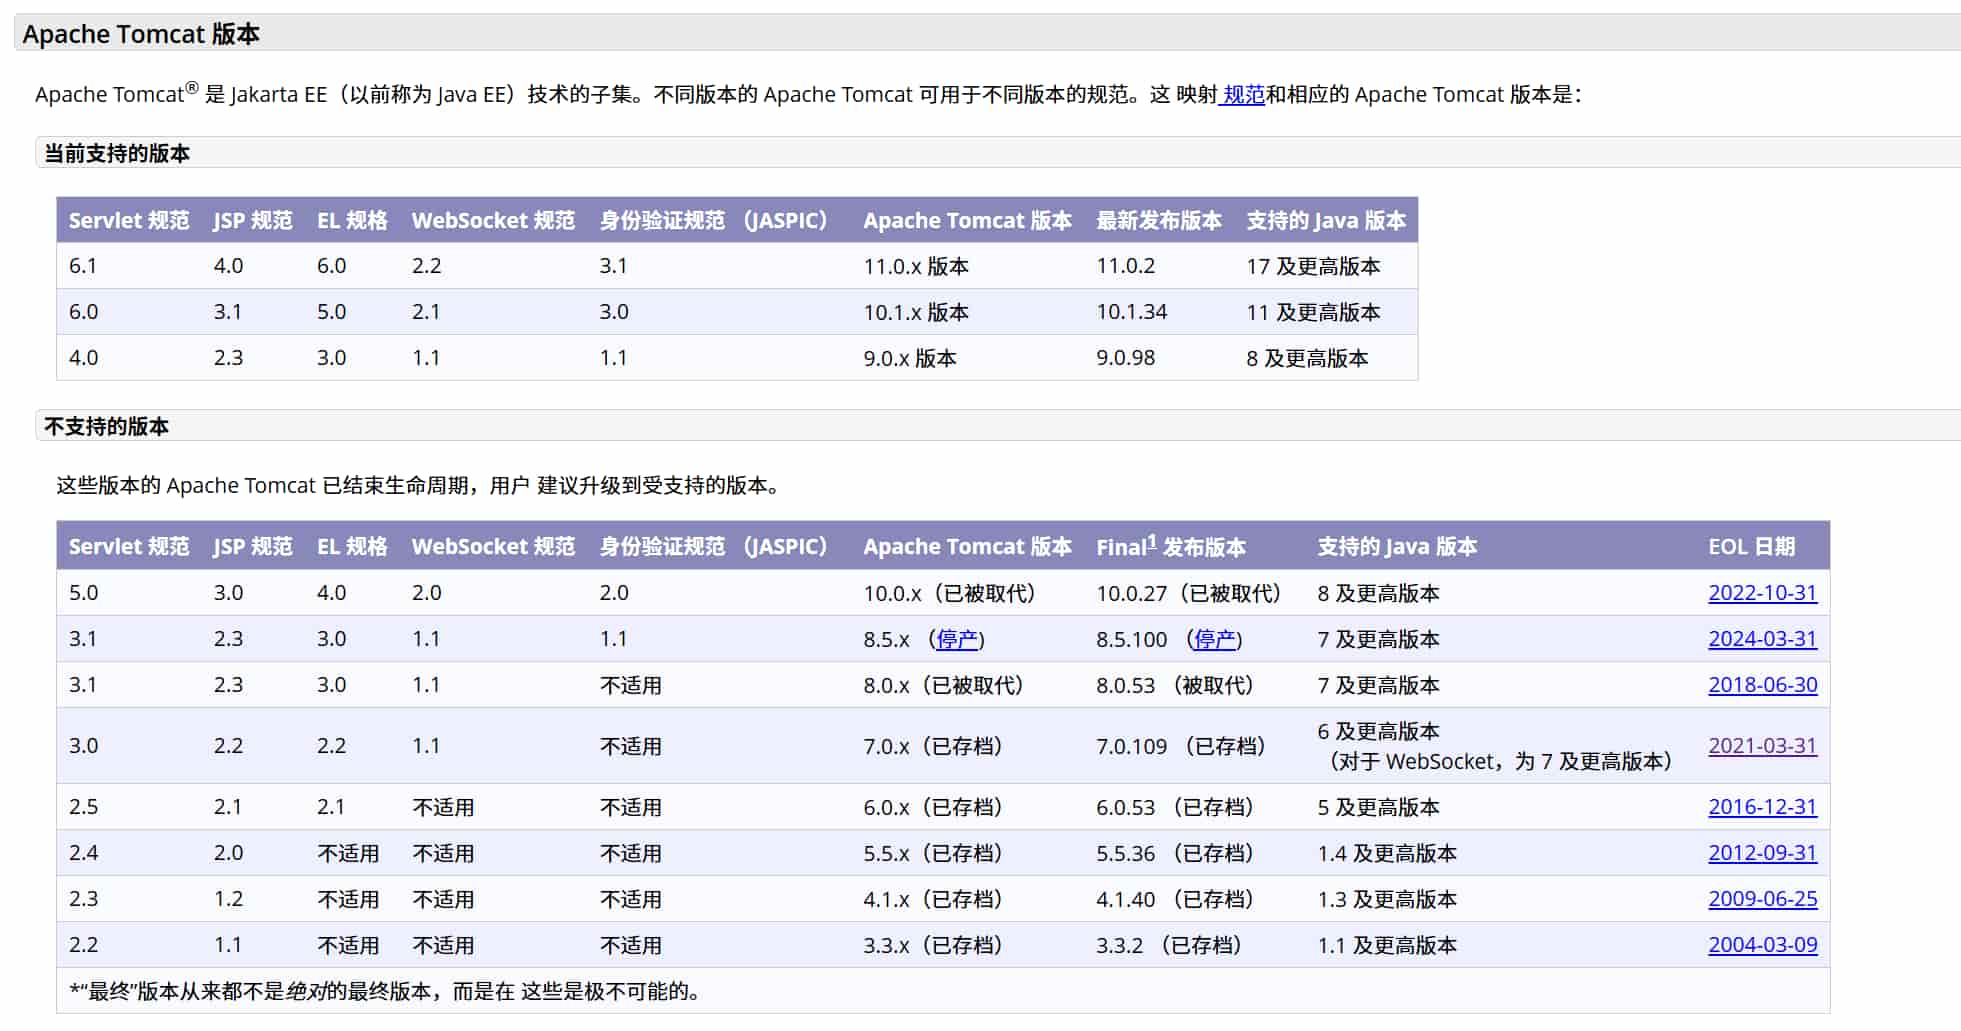 Apache Tomcat 版本
Apache Tomcat® 是 Jakarta EE（以前称为 Java EE）技术的子集。不同版本的 Apache Tomcat 可用于不同版本的规范。这 映射 规范和相应的 Apache Tomcat 版本是：
当前支持的版本
Servlet 规范 JSP 规范 EL 规格 WebSocket 规范 身份验证规范 （JASPIC） Apache Tomcat 版本 最新发布版本 支持的 Java 版本
6.1 4.0 6.0 2.2 3.1 11.0.x 版本 11.0.2 17 及更高版本
6.0 3.1 5.0 2.1 3.0 10.1.x 版本 10.1.34 11 及更高版本
4.0 2.3 3.0 1.1 1.1 9.0.x 版本 9.0.98 8 及更高版本
不支持的版本
这些版本的 Apache Tomcat 已结束生命周期，用户 建议升级到受支持的版本。
Servlet 规范 JSP 规范 EL 规格 WebSocket 规范 身份验证规范 （JASPIC） Apache Tomcat 版本 Final1 发布版本 支持的 Java 版本 EOL 日期
5.0 3.0 4.0 2.0 2.0 10.0.x（已被取代） 10.0.27（已被取代） 8 及更高版本 2022-10-31
3.1 2.3 3.0 1.1 1.1 8.5.x （停产) 8.5.100 （停产) 7 及更高版本 2024-03-31
3.1 2.3 3.0 1.1 不适用 8.0.x（已被取代） 8.0.53 （被取代） 7 及更高版本 2018-06-30
3.0 2.2 2.2 1.1 不适用 7.0.x（已存档） 7.0.109 （已存档） 6 及更高版本 2021-03-31
（对于 WebSocket，为 7 及更高版本）
2.5 2.1 2.1 不适用 不适用 6.0.x（已存档） 6.0.53 （已存档） 5 及更高版本 2016-12-31
2.4 2.0 不适用 不适用 不适用 5.5.x（已存档） 5.5.36 （已存档） 1.4 及更高版本 2012-09-31
2.3 1.2 不适用 不适用 不适用 4.1.x（已存档） 4.1.40 （已存档） 1.3 及更高版本 2009-06-25
2.2 1.1 不适用 不适用 不适用 3.3.x（已存档） 3.3.2 （已存档） 1.1 及更高版本 2004-03-09
*“最终”版本从来都不是绝对的最终版本，而是在 这些是极不可能的。